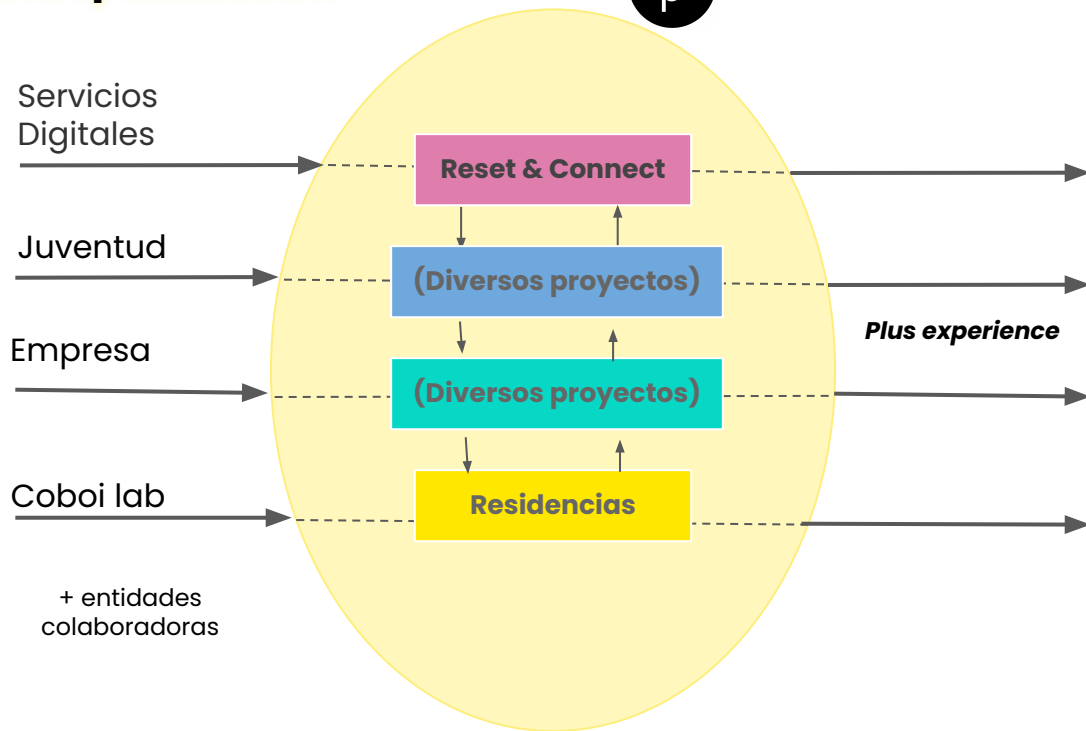 Servicios
Digitales
Reset & Connect
Juventud
(Diversos proyectos)
Plus experience
Empresa
(Diversos proyectos)
Coboi lab
Residencias
+ entidades
colaboradoras